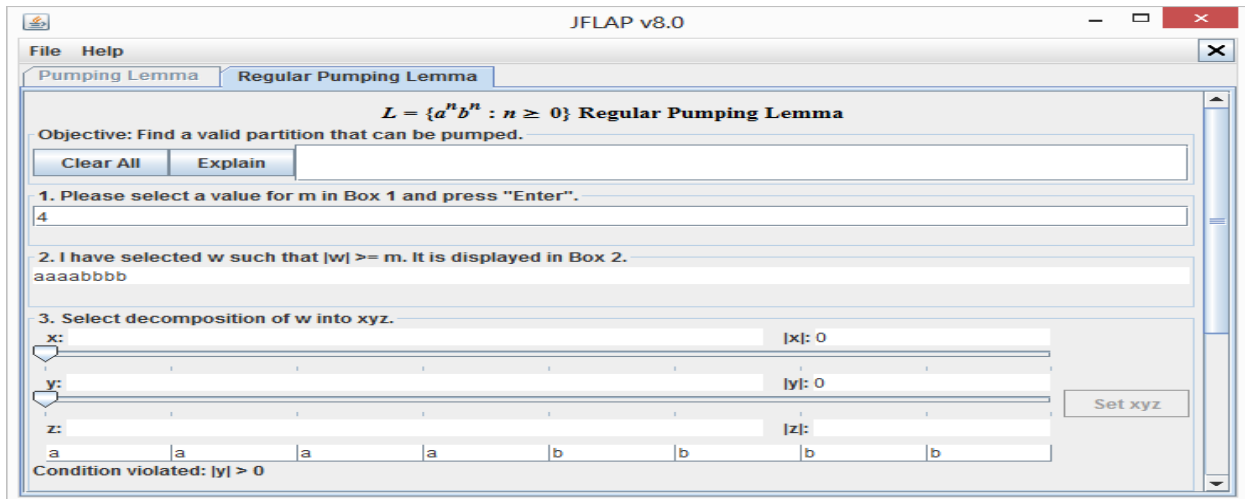 JFLAP v8.0
File Help
Pumping Lemma Regular Pumping Lemma
L = {aⁿbⁿ : n ≥ 0} Regular Pumping Lemma
Objective: Find a valid partition that can be pumped.
Clear All Explain
1. Please select a value for m in Box 1 and press "Enter".
4
2. I have selected w such that |w| >= m. It is displayed in Box 2.
aaaabbbb
3. Select decomposition of w into xyz.
x: |x|: 0
y: |y|: 0
Set xyz
z: |z|:
a a a a b b b b
Condition violated: |y| > 0